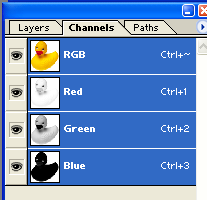 Layers Channels Paths
RGB Ctrl+~
Red Ctrl+1
Green Ctrl+2
Blue Ctrl+3